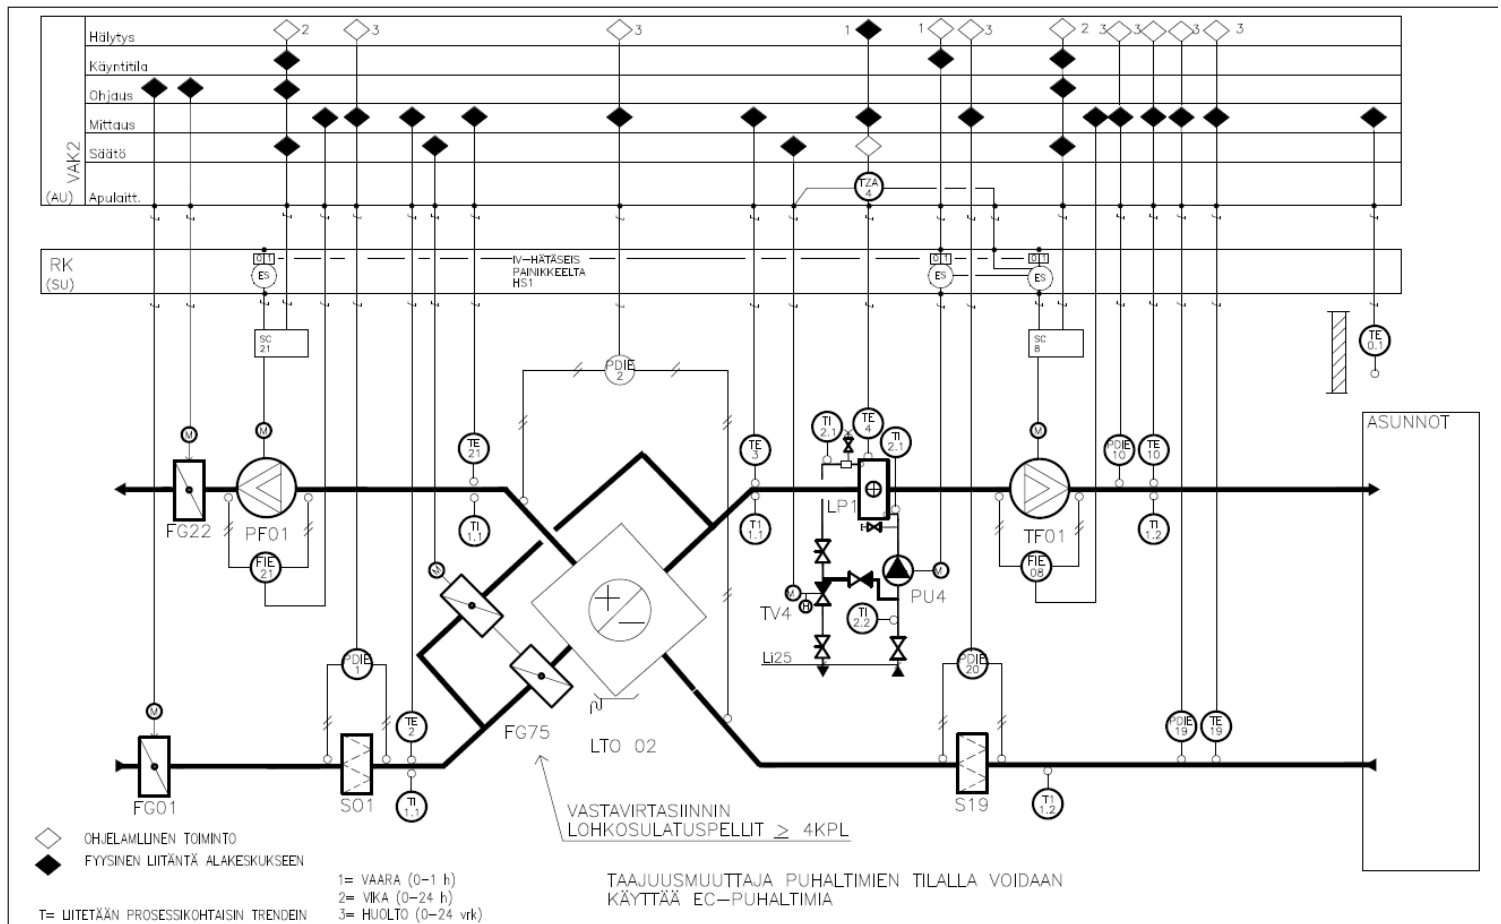 Hälytys
2
3
3
1
1
3
2
3
3
3
3
Käyntitila
Ohjaus
Mittaus
VAK2
Säätö
(AU)
Apulaitt.
TZA
4
RK
(SU)
0 1
ES
IV-HÄTÄSEIS
PAINIKKEELTA
HS1
0 1
ES
0 1
ES
SC
21
SC
8
TE
0.1
PDIE
2
ASUNNOT
M
M
TE
21
TE
3
TI
2.1
TE
4
TI
2.1
M
PDIE
10
TE
10
FG22
PF01
TI
1.1
T1
1.1
LP1
TF01
TI
1.2
FIE
21
M
FIE
08
M
TV4
H
M
PU4
TI
2.2
PDIE
1
Li25
PDIE
20
M
TE
2
FG75
LTO 02
PDIE
19
TE
19
FG01
S01
TI
1.1
S19
T1
1.2
VASTAVIRTASIINNIN
LOHKOSULATUSPELLIT ≥ 4KPL
OHJELAMLLINEN TOIMINTO
FYYSINEN LIITÄNTÄ ALAKESKUKSEEN
1= VAARA (0-1 h)
2= VIKA (0-24 h)
3= HUOLTO (0-24 vrk)
T= LIITETÄÄN PROSESSIKOHTAISIN TRENDEIN
TAAJUUSMUUTTAJA PUHALTIMIEN TILALLA VOIDAAN
KÄYTTÄÄ EC-PUHALTIMIA